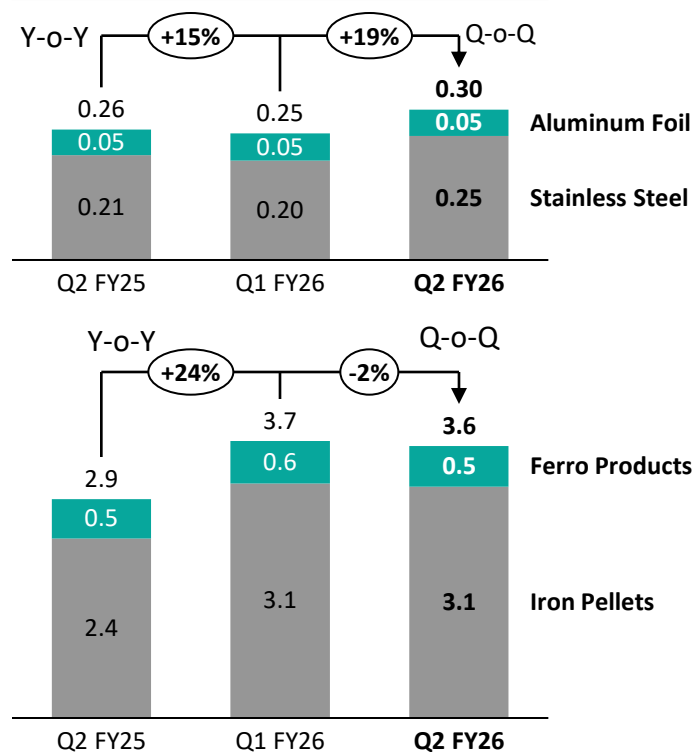 Y-o-Y +15% +19% Q-o-Q
0.26 0.25 0.30
0.05 0.05 0.05 Aluminum Foil
0.21 0.20 0.25 Stainless Steel
Q2 FY25 Q1 FY26 Q2 FY26
Y-o-Y Q-o-Q
+24% -2%
2.9 3.7 3.6
0.5 0.6 0.5 Ferro Products
2.4 3.1 3.1 Iron Pellets
Q2 FY25 Q1 FY26 Q2 FY26